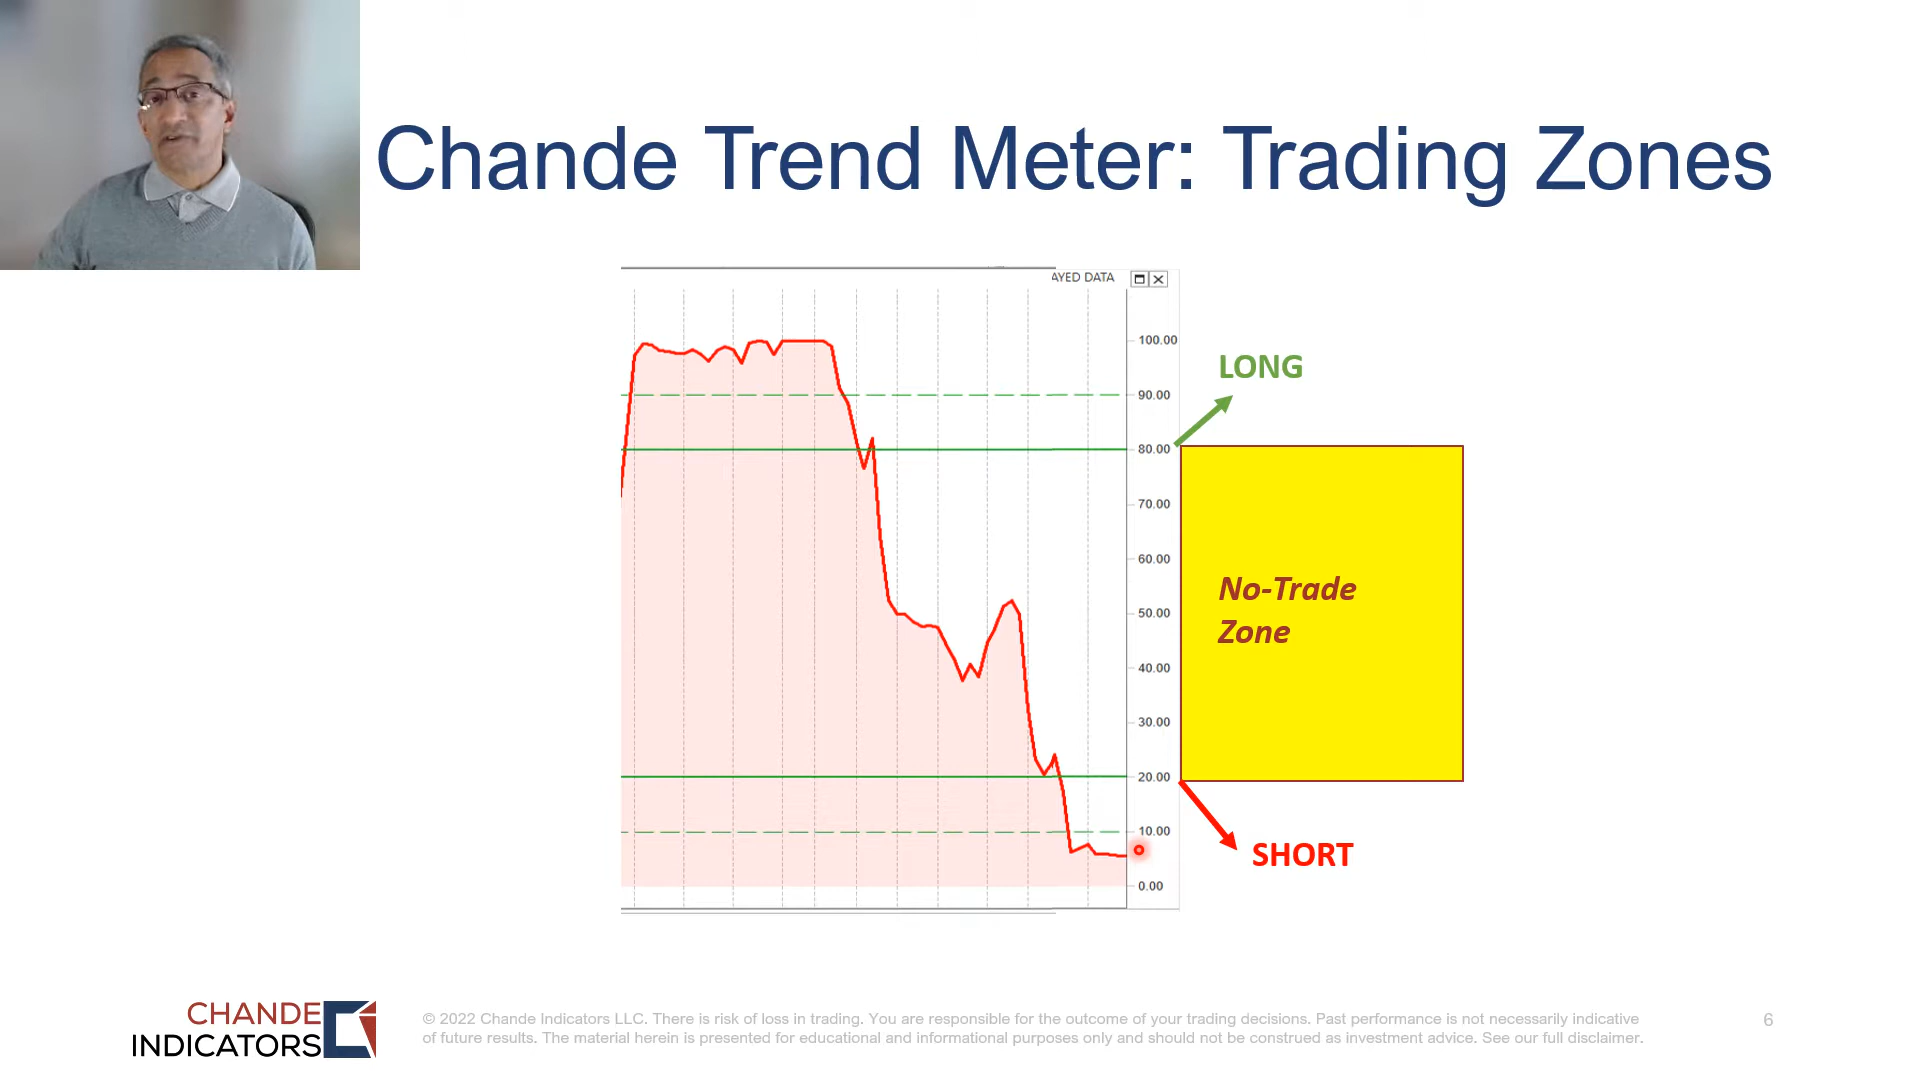 Chande Trend Meter: Trading Zones
AYED DATA
100.00
90.00
80.00
70.00
60.00
50.00
40.00
30.00
20.00
10.00
0.00
LONG
No-Trade
Zone
SHORT
CHANDE
INDICATORS
© 2022 Chande Indicators LLC. There is risk of loss in trading. You are responsible for the outcome of your trading decisions. Past performance is not necessarily indicative
of future results. The material herein is presented for educational and informational purposes only and should not be construed as investment advice. See our full disclaimer.
6